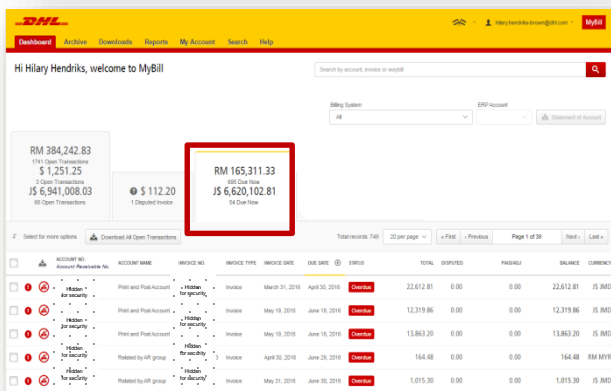 DHL
hilary.hendriks-brown@dhl.com
MyBill
Dashboard Archive Downloads Reports My Account Search Help
Hi Hilary Hendriks, welcome to MyBill
Search by account, invoice or waybill
Billing System
ERP Account
All
Statement of Account
RM 384,242.83
1741 Open Transactions
$ 1,251.25
3 Open Transactions
J$ 6,941,008.03
66 Open Transactions
$ 112.20
1 Disputed Invoice
RM 165,311.33
695 Due Now
J$ 6,620,102.81
54 Due Now
Select for more options
Download All Open Transactions
Total records: 749
20 per page
« First
‹ Previous
Page 1 of 38
Next ›
Last »
ACCOUNT NO. ACCOUNT NAME INVOICE NO. INVOICE TYPE INVOICE DATE DUE DATE STATUS TOTAL DISPUTED PAID/ADJ BALANCE CURRENCY
Account Receivable No.
Hidden for security Print and Post Account Hidden for security Invoice March 31, 2016 April 30, 2016 Overdue 22,612.81 0.00 0.00 22,612.81 J$ JMD
Hidden for security Print and Post Account Hidden for security Invoice May 19, 2016 June 18, 2016 Overdue 12,319.86 0.00 0.00 12,319.86 J$ JMD
Hidden for security Print and Post Account Hidden for security Invoice May 19, 2016 June 18, 2016 Overdue 13,863.20 0.00 0.00 13,863.20 J$ JMD
Hidden for security Related by AR group Hidden for security Invoice April 30, 2016 June 29, 2016 Overdue 164.48 0.00 0.00 164.48 RM MYR
Hidden for security Related by AR group Hidden for security Invoice May 31, 2016 June 30, 2016 Overdue 1,015.30 0.00 0.00 1,015.30 J$ JMD